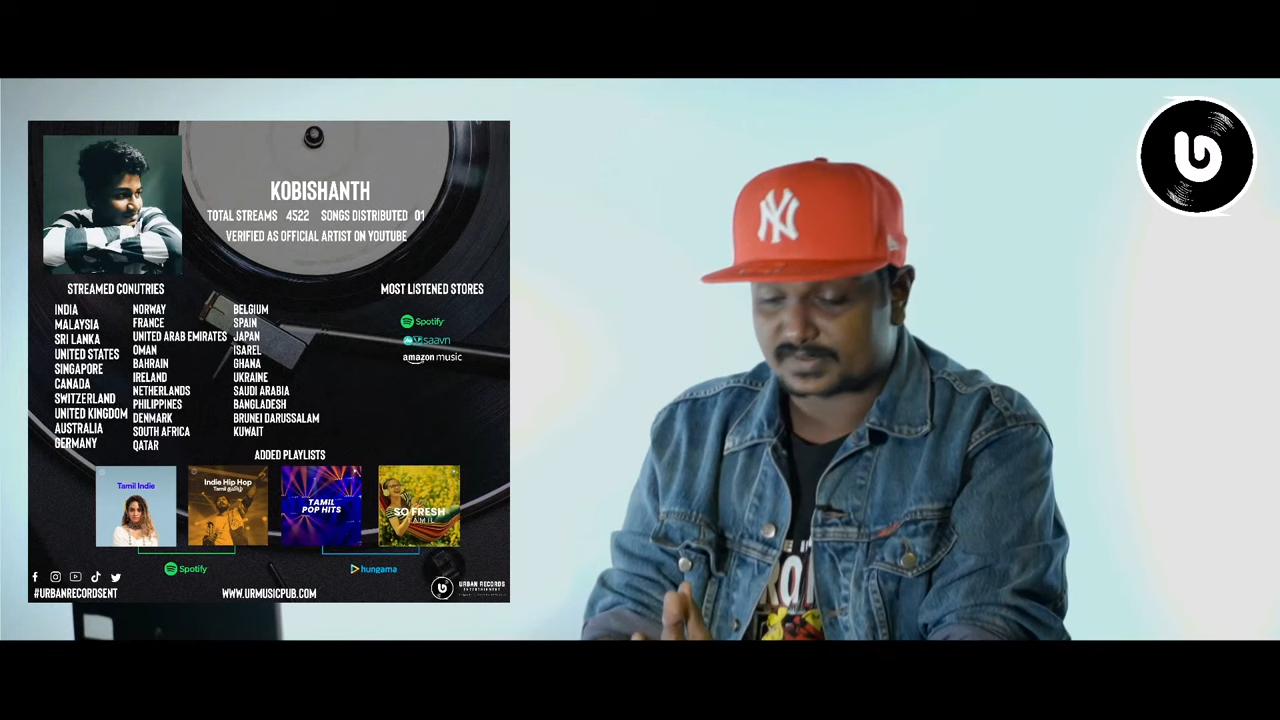 KOBISHANTH
TOTAL STREAMS 4522 SONGS DISTRIBUTED 01
VERIFIED AS OFFICIAL ARTIST ON YOUTUBE
STREAMED CONUTRIES
INDIA
MALAYSIA
SRI LANKA
UNITED STATES
SINGAPORE
CANADA
SWITZERLAND
UNITED KINGDOM
AUSTRALIA
GERMANY
NORWAY
FRANCE
UNITED ARAB EMIRATES
OMAN
BAHRAIN
IRELAND
NETHERLANDS
PHILIPPINES
DENMARK
SOUTH AFRICA
QATAR
BELGIUM
SPAIN
JAPAN
ISAREL
GHANA
UKRAINE
SAUDI ARABIA
BANGLADESH
BRUNEI DARUSSALAM
KUWAIT
MOST LISTENED STORES
Spotify
saavn
amazon music
ADDED PLAYLISTS
Tamil Indie
Indie Hip Hop
Tamil தமிழ்
TAMIL
POP HITS
SO FRESH
TAMIL
Spotify
hungama
#URBANRECORDSENT
WWW.URMUSICPUB.COM
URBAN RECORDS
ENTERTAINMENT
NY